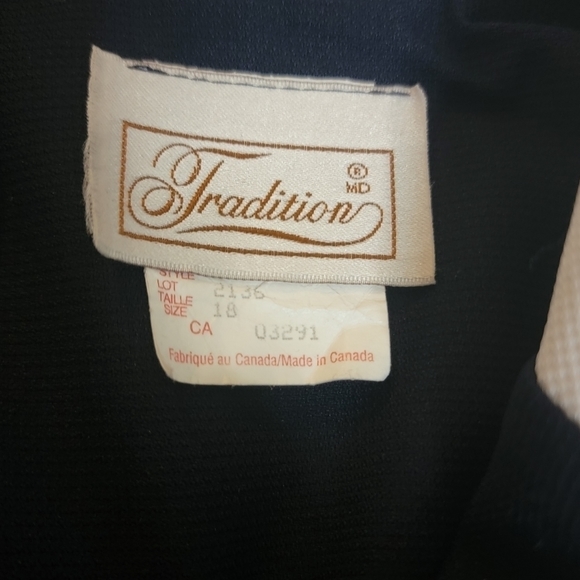 Tradition
®
MD
STYLE
LOT 2136
TAILLE
SIZE 18
CA 03291
Fabriqué au Canada/Made in Canada